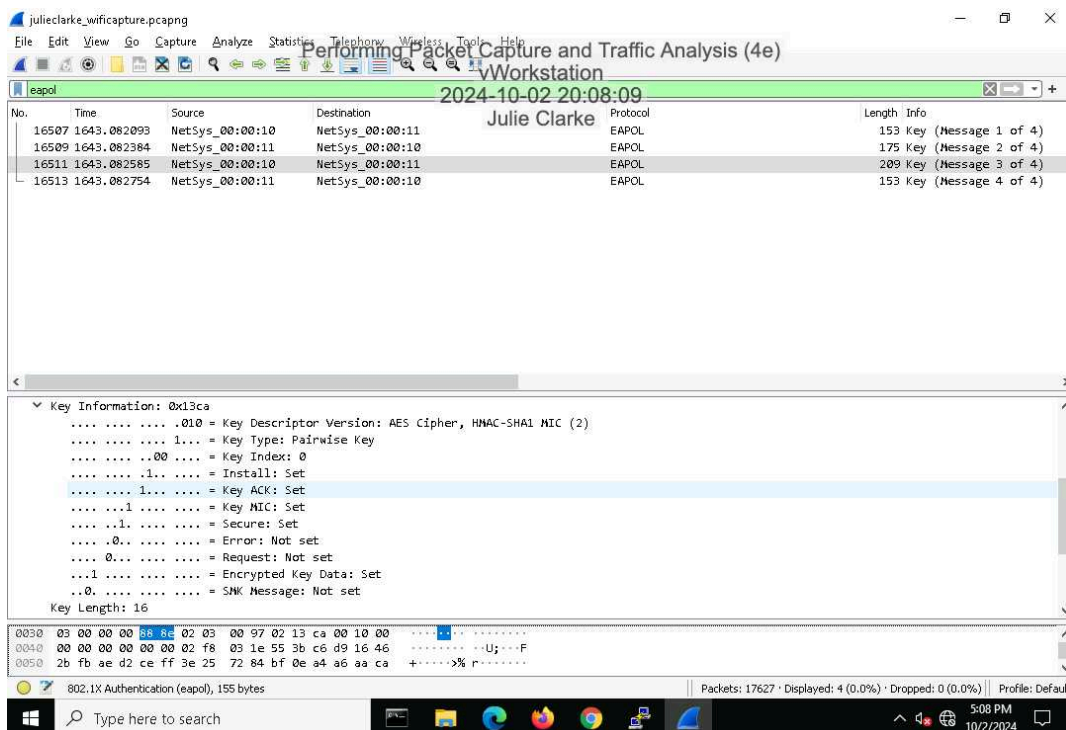 julieclarke_wificapture.pcapng
File Edit View Go Capture Analyze Statistics Telephony Wireless Tools Help
Performing Packet Capture and Traffic Analysis (4e)
vWorkstation
2024-10-02 20:08:09
Julie Clarke
eapol
No. Time Source Destination Protocol Length Info
16507 1643.082093 NetSys_00:00:10 NetSys_00:00:11 EAPOL 153 Key (Message 1 of 4)
16509 1643.082384 NetSys_00:00:11 NetSys_00:00:10 EAPOL 175 Key (Message 2 of 4)
16511 1643.082585 NetSys_00:00:10 NetSys_00:00:11 EAPOL 209 Key (Message 3 of 4)
16513 1643.082754 NetSys_00:00:11 NetSys_00:00:10 EAPOL 153 Key (Message 4 of 4)
Key Information: 0x13ca
.... .... .... .010 = Key Descriptor Version: AES Cipher, HMAC-SHA1 MIC (2)
.... .... .... 1... = Key Type: Pairwise Key
.... .... ..00 .... = Key Index: 0
.... .... .1.. .... = Install: Set
.... .... 1... .... = Key ACK: Set
.... ...1 .... .... = Key MIC: Set
.... ..1. .... .... = Secure: Set
.... .0.. .... .... = Error: Not set
.... 0... .... .... = Request: Not set
...1 .... .... .... = Encrypted Key Data: Set
..0. .... .... .... = SMK Message: Not set
Key Length: 16
0030 03 00 00 00 88 8e 02 03 00 97 02 13 ca 00 10 00 ········ ········
0040 00 00 00 00 00 00 02 f8 03 1e 55 3b c6 d9 16 46 ········ ··U;···F
0050 2b fb ae d2 ce ff 3e 25 72 84 bf 0e a4 a6 aa ca +·····>% r·······
802.1X Authentication (eapol), 155 bytes
Packets: 17627 · Displayed: 4 (0.0%) · Dropped: 0 (0.0%)
Profile: Defaul
Type here to search
5:08 PM
10/2/2024